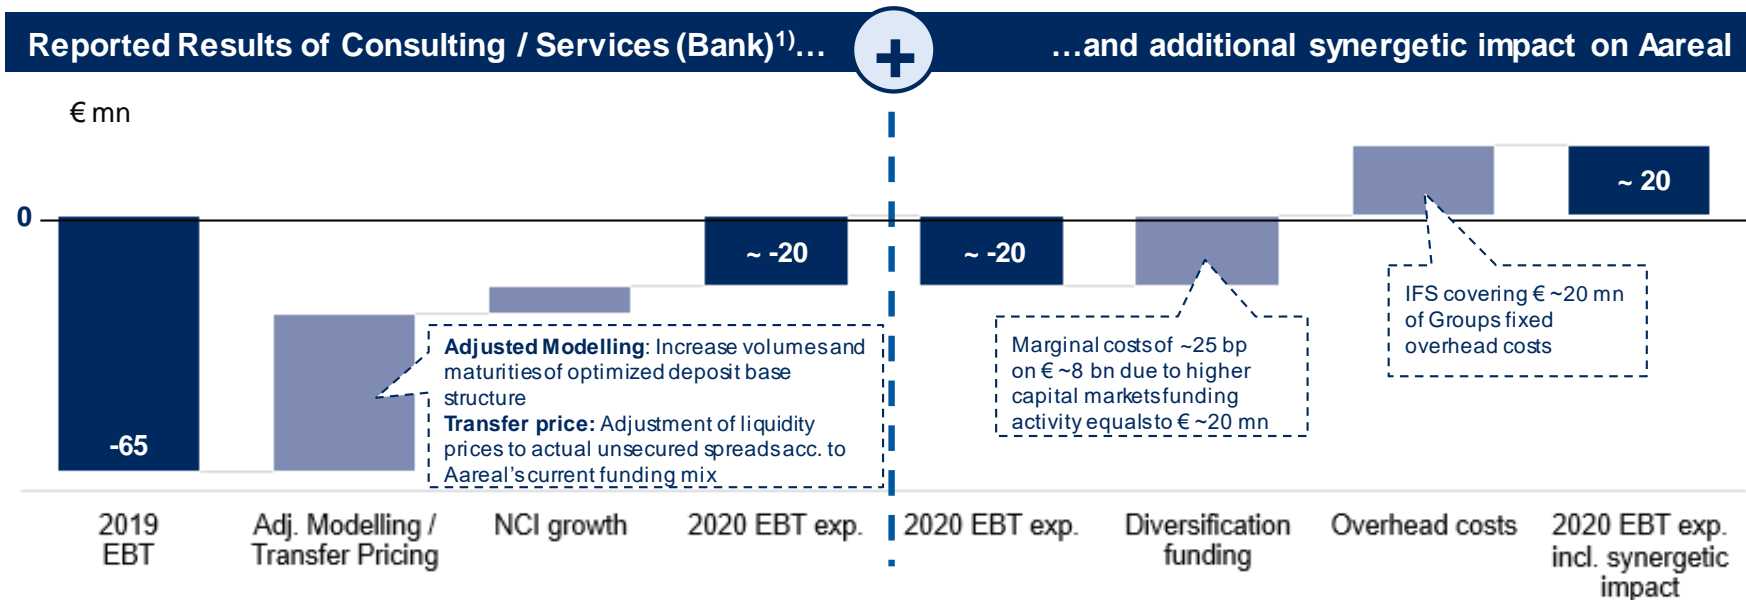 Reported Results of Consulting / Services (Bank)1)…
+
…and additional synergetic impact on Aareal
€ mn
0
-65
~ -20
~ -20
~ 20
Adjusted Modelling: Increase volumes and
maturities of optimized deposit base
structure
Transfer price: Adjustment of liquidity
prices to actual unsecured spreads acc. to
Aareal's current funding mix
Marginal costs of ~25 bp
on € ~8 bn due to higher
capital markets funding
activity equals to € ~20 mn
IFS covering € ~20 mn
of Groups fixed
overhead costs
2019
EBT
Adj. Modelling /
Transfer Pricing
NCI growth
2020 EBT exp.
2020 EBT exp.
Diversification
funding
Overhead costs
2020 EBT exp.
incl. synergetic
impact